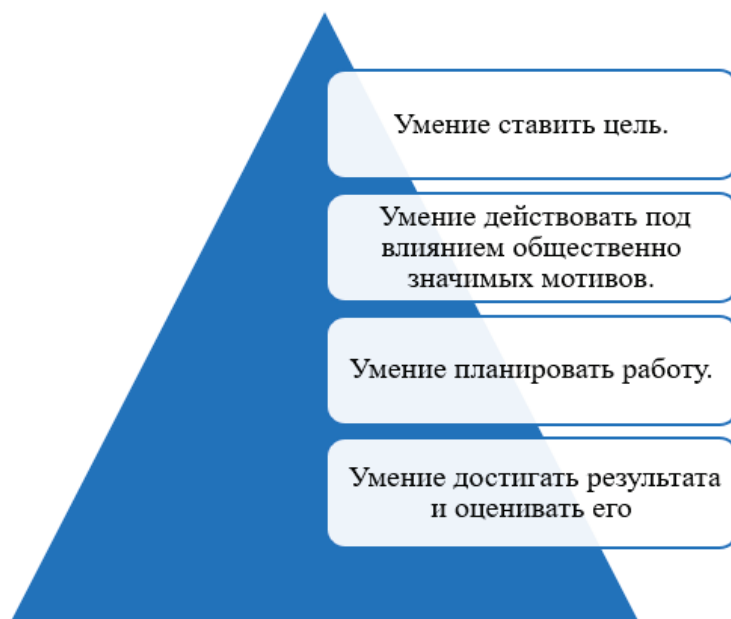 Умение ставить цель.
Умение действовать под
влиянием общественно
значимых мотивов.
Умение планировать работу.
Умение достигать результата
и оценивать его